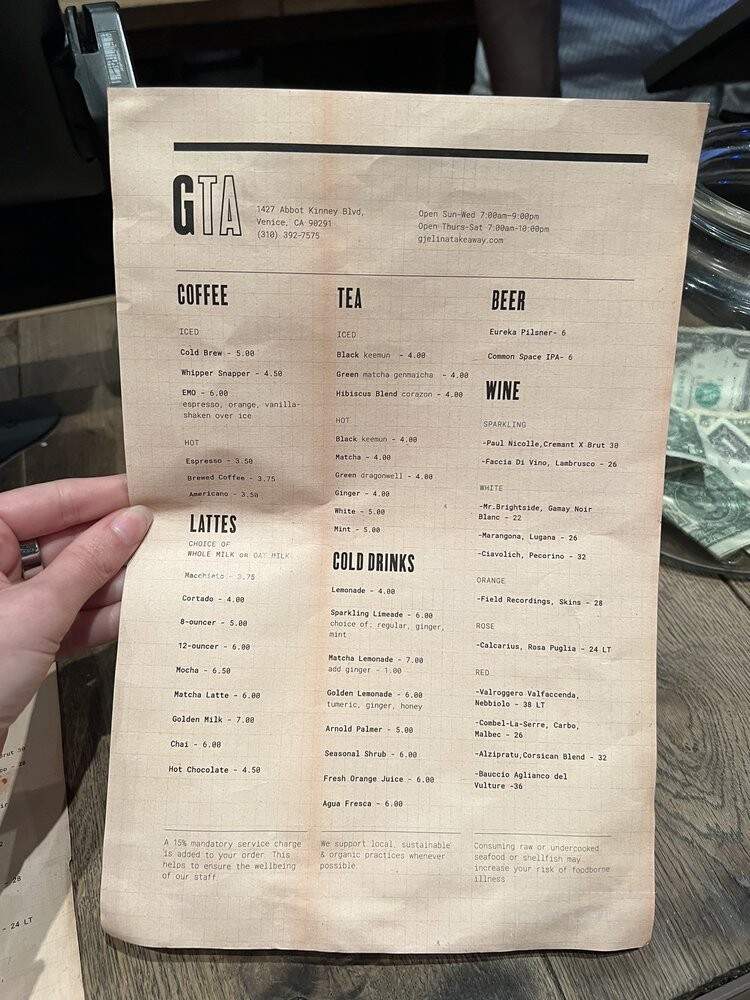 GTA
1427 Abbot Kinney Blvd,
Venice, CA 90291
(310) 392-7575
Open Sun-Wed 7:00am-9:00pm
Open Thurs-Sat 7:00am-10:00pm
gjelinatakeaway.com
COFFEE
ICED
Cold Brew - 5.00
Whipper Snapper - 4.50
EMO - 6.00
espresso, orange, vanilla-
shaken over ice
HOT
Espresso - 3.50
Brewed Coffee - 3.75
Americano - 3.50
LATTES
CHOICE OF
WHOLE MILK or OAT MILK
Macchiato - 3.75
Cortado - 4.00
8-ouncer - 5.00
12-ouncer - 6.00
Mocha - 6.50
Matcha Latte - 6.00
Golden Milk - 7.00
Chai - 6.00
Hot Chocolate - 4.50
TEA
ICED
Black keemun - 4.00
Green matcha genmaicha - 4.00
Hibiscus Blend corazon - 4.00
HOT
Black keemun - 4.00
Matcha - 4.00
Green dragonwell - 4.00
Ginger - 4.00
White - 5.00
Mint - 5.00
COLD DRINKS
Lemonade - 4.00
Sparkling Limeade - 6.00
choice of: regular, ginger,
mint
Matcha Lemonade - 7.00
add ginger - 1.00
Golden Lemonade - 6.00
tumeric, ginger, honey
Arnold Palmer - 5.00
Seasonal Shrub - 6.00
Fresh Orange Juice - 6.00
Agua Fresca - 6.00
BEER
Eureka Pilsner- 6
Common Space IPA- 6
WINE
SPARKLING
-Paul Nicolle,Cremant X Brut 30
-Faccia Di Vino, Lambrusco - 26
WHITE
-Mr.Brightside, Gamay Noir
Blanc - 22
-Marangona, Lugana - 26
-Ciavolich, Pecorino - 32
ORANGE
-Field Recordings, Skins - 28
ROSE
-Calcarius, Rosa Puglia - 24 LT
RED
-Valroggero Valfaccenda,
Nebbiolo - 38 LT
-Combel-La-Serre, Carbo,
Malbec - 26
-Alzipratu,Corsican Blend - 32
-Bauccio Aglianco del
Vulture -36
A 15% mandatory service charge
is added to your order. This
helps to ensure the wellbeing
of our staff.
We support local, sustainable
& organic practices whenever
possible.
Consuming raw or undercooked
seafood or shellfish may
increase your risk of foodborne
illness
- 24 LT